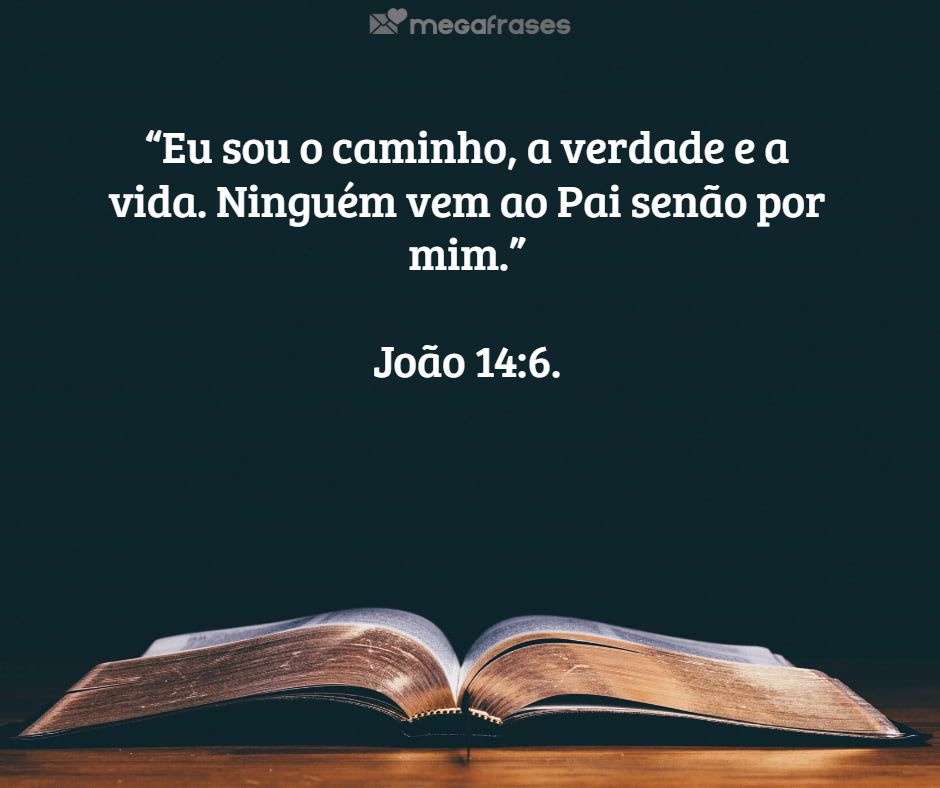 megafrases
“Eu sou o caminho, a verdade e a
vida. Ninguém vem ao Pai senão por
mim.”
João 14:6.